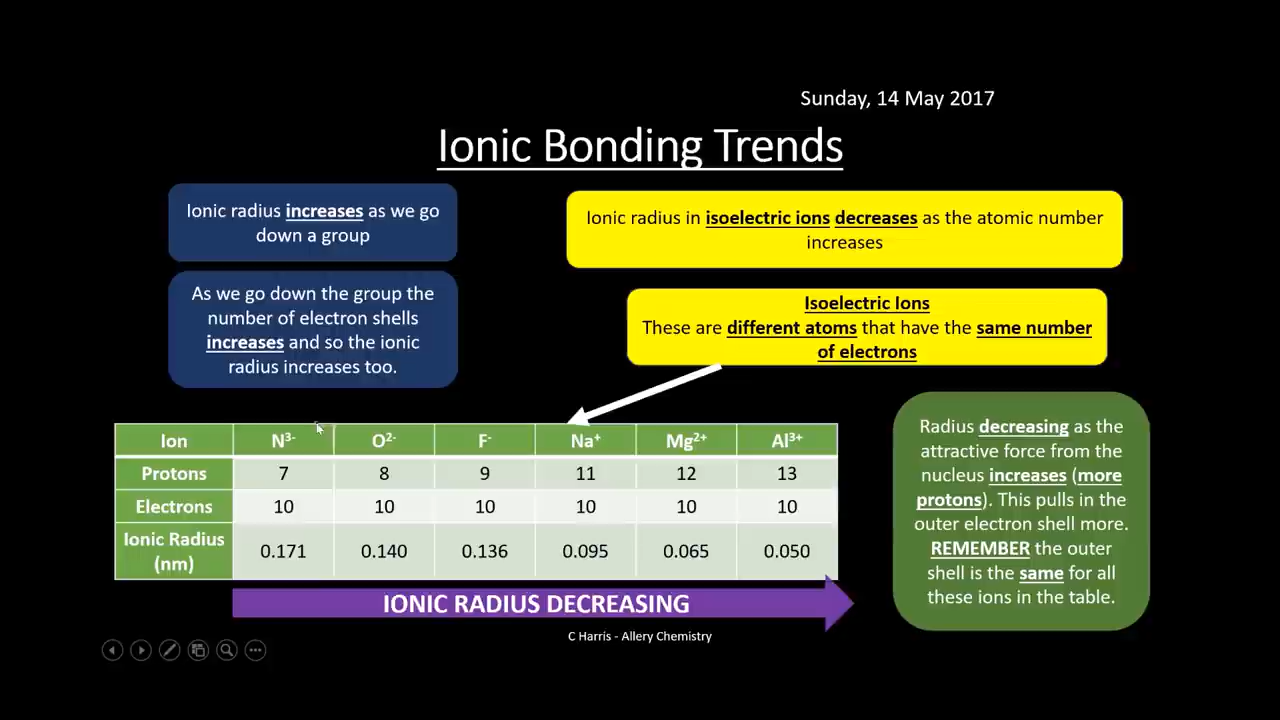 Sunday, 14 May 2017
Ionic Bonding Trends
Ionic radius increases as we go
down a group
As we go down the group the
number of electron shells
increases and so the ionic
radius increases too.
Ionic radius in isoelectric ions decreases as the atomic number
increases
Isoelectric Ions
These are different atoms that have the same number
of electrons
Ion N³⁻ O²⁻ F⁻ Na⁺ Mg²⁺ Al³⁺
Protons 7 8 9 11 12 13
Electrons 10 10 10 10 10 10
Ionic Radius
(nm) 0.171 0.140 0.136 0.095 0.065 0.050
IONIC RADIUS DECREASING
Radius decreasing as the
attractive force from the
nucleus increases (more
protons). This pulls in the
outer electron shell more.
REMEMBER the outer
shell is the same for all
these ions in the table.
C Harris - Allery Chemistry